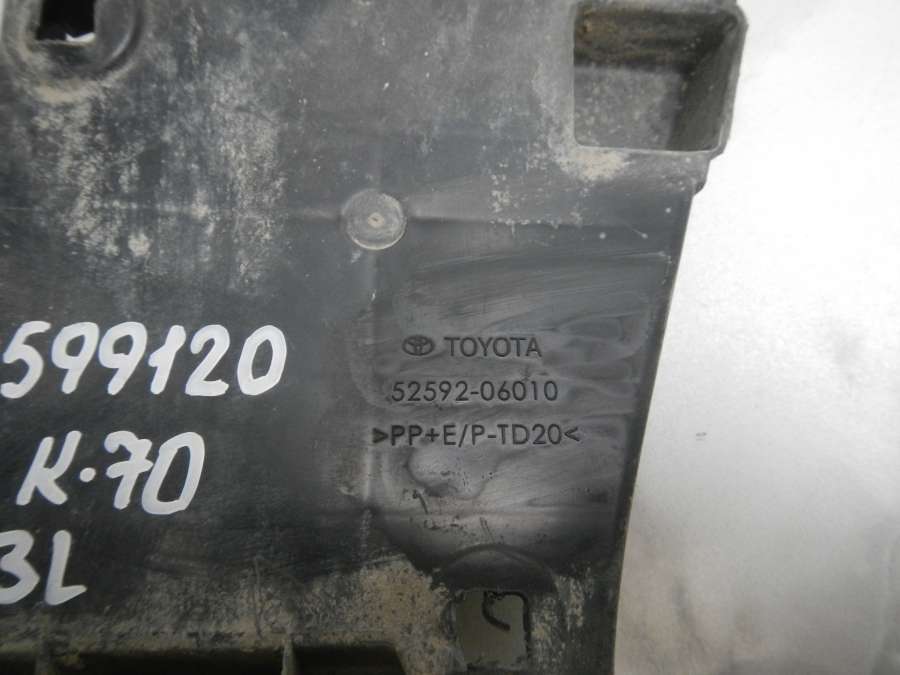 TOYOTA
52592-06010
>PP+E/P-TD20<
599120
K-70
3L